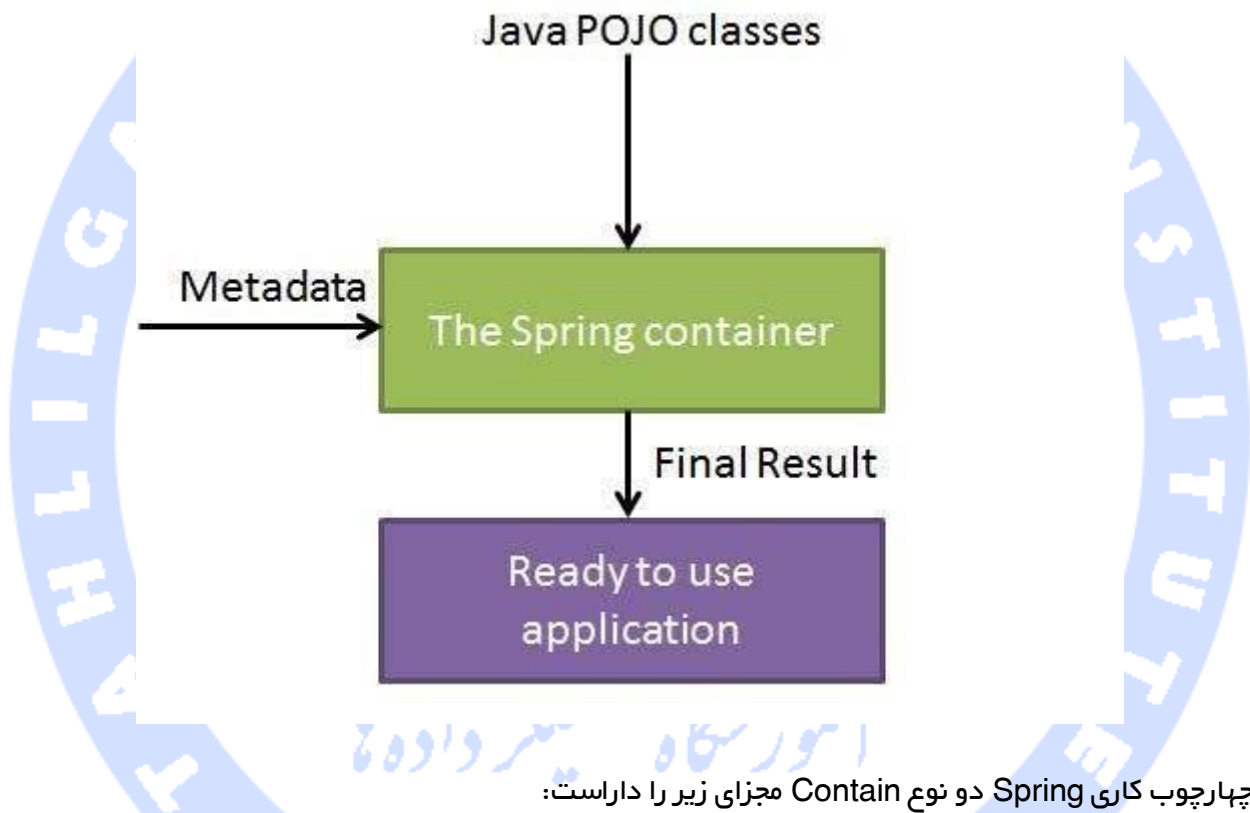 Java POJO classes
Metadata
The Spring container
Final Result
Ready to use
application
چهارچوب کاری Spring دو نوع Contain مجزای زیر را داراست: